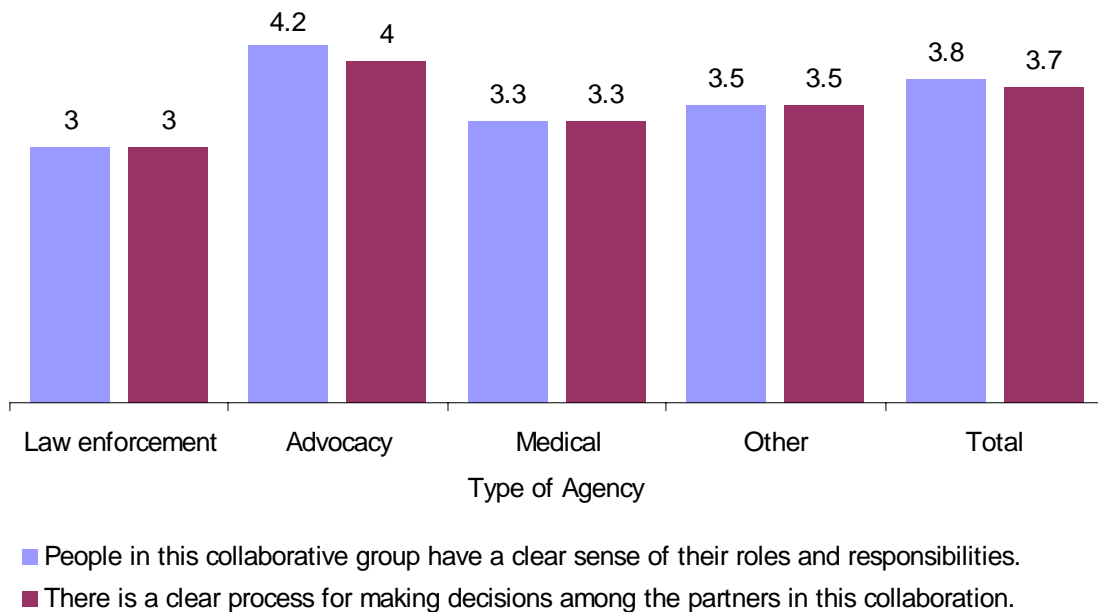 4.2
4
3.8
3.7
3.5
3.5
3.3
3.3
3
3
Law enforcement Advocacy Medical Other Total
Type of Agency
People in this collaborative group have a clear sense of their roles and responsibilities.
There is a clear process for making decisions among the partners in this collaboration.